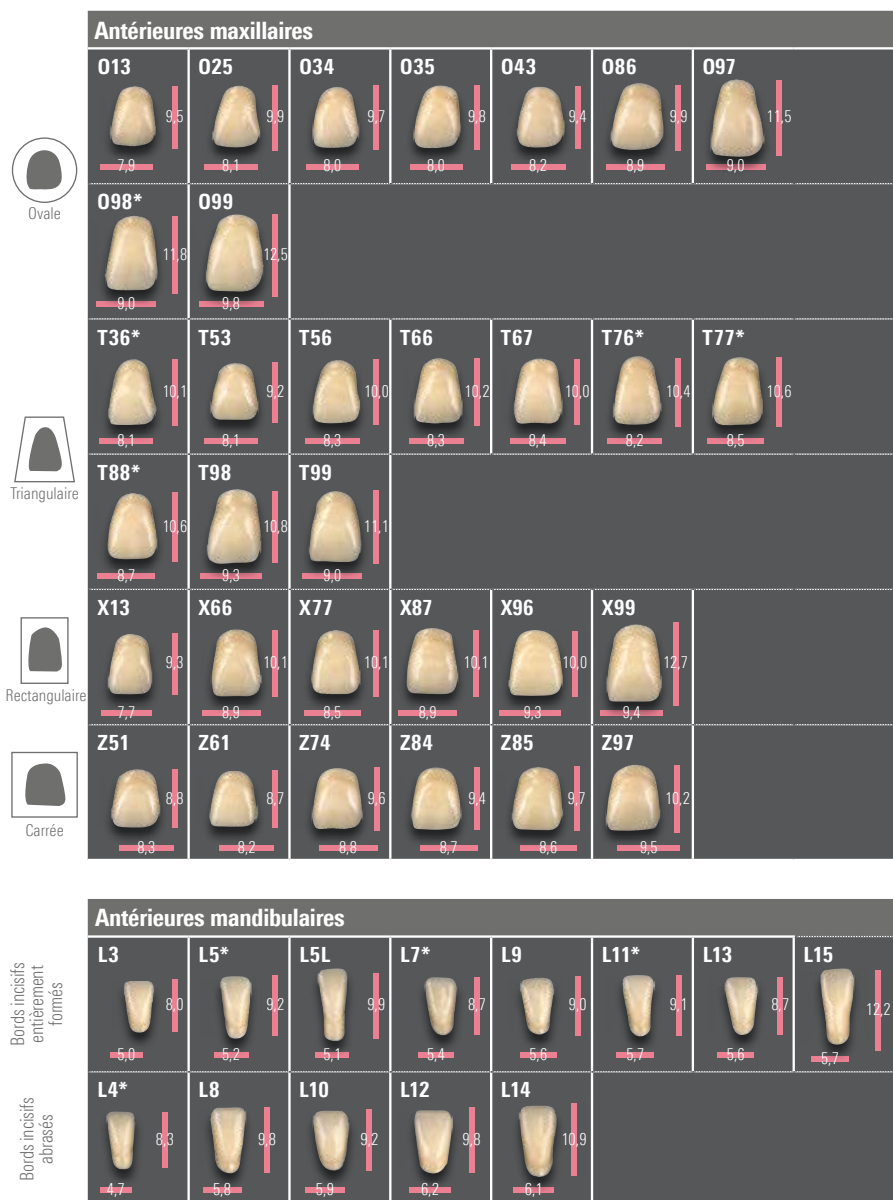 Antérieures maxillaires
O13 O25 O34 O35 O43 O86 O97
9,5 9,9 9,7 9,8 9,4 9,9 11,5
7,9 8,1 8,0 8,0 8,2 8,9 9,0
Ovale
O98* O99
11,8 12,5
9,0 9,8
T36* T53 T56 T66 T67 T76* T77*
10,1 9,2 10,0 10,2 10,0 10,4 10,6
8,1 8,1 8,3 8,3 8,4 8,2 8,5
Triangulaire
T88* T98 T99
10,6 10,8 11,1
8,7 9,3 9,0
X13 X66 X77 X87 X96 X99
9,3 10,1 10,1 10,1 10,0 12,7
7,7 8,9 8,5 8,9 9,3 9,4
Rectangulaire
Z51 Z61 Z74 Z84 Z85 Z97
8,8 8,7 9,6 9,4 9,7 10,2
8,3 8,2 8,8 8,7 8,6 9,5
Carrée
Antérieures mandibulaires
Bords incisifs
entièrement
formés
L3 L5* L5L L7* L9 L11* L13 L15
8,0 9,2 9,9 8,7 9,0 9,1 8,7 12,2
5,0 5,2 5,1 5,4 5,6 5,7 5,6 5,7
Bords incisifs
abrasés
L4* L8 L10 L12 L14
8,3 9,8 9,2 9,8 10,9
4,7 5,8 5,9 6,2 6,1